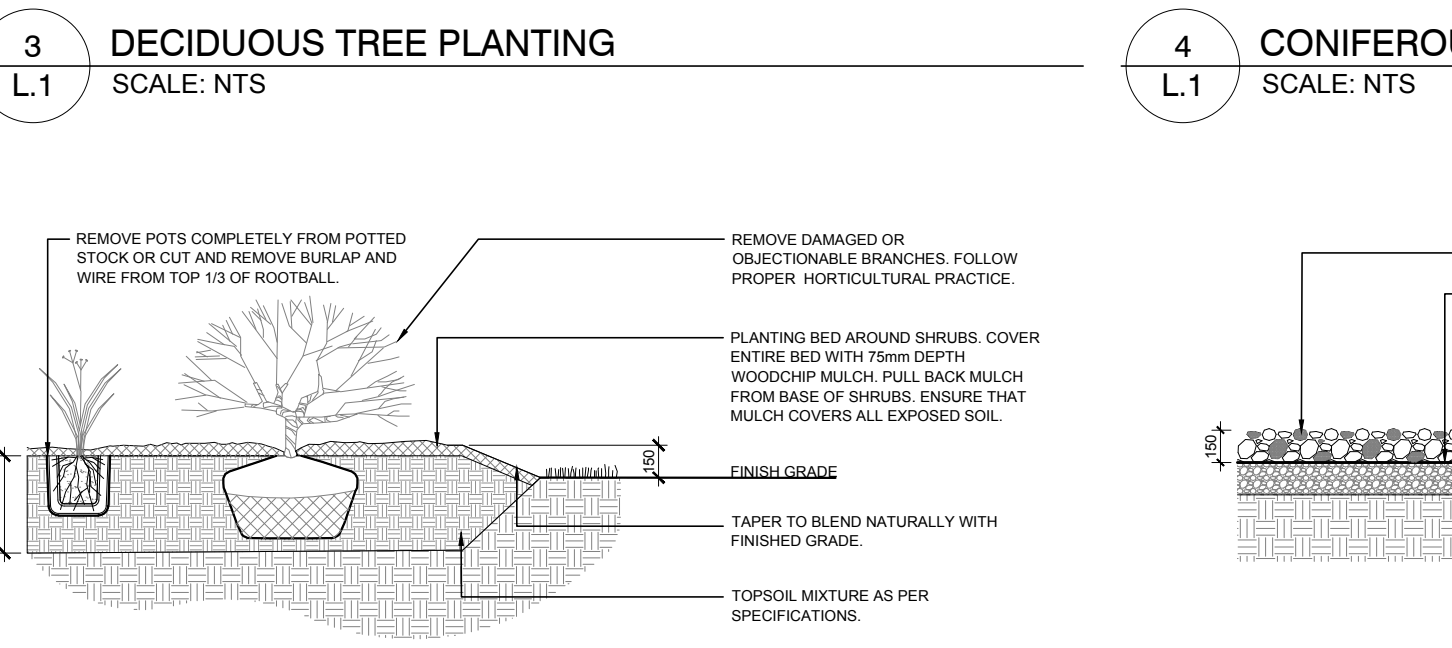 3
L.1
DECIDUOUS TREE PLANTING
SCALE: NTS
4
L.1
CONIFEROU
SCALE: NTS
REMOVE POTS COMPLETELY FROM POTTED
STOCK OR CUT AND REMOVE BURLAP AND
WIRE FROM TOP 1/3 OF ROOTBALL.
REMOVE DAMAGED OR
OBJECTIONABLE BRANCHES. FOLLOW
PROPER HORTICULTURAL PRACTICE.
PLANTING BED AROUND SHRUBS. COVER
ENTIRE BED WITH 75mm DEPTH
WOODCHIP MULCH. PULL BACK MULCH
FROM BASE OF SHRUBS. ENSURE THAT
MULCH COVERS ALL EXPOSED SOIL.
150
FINISH GRADE
TAPER TO BLEND NATURALLY WITH
FINISHED GRADE.
TOPSOIL MIXTURE AS PER
SPECIFICATIONS.
150